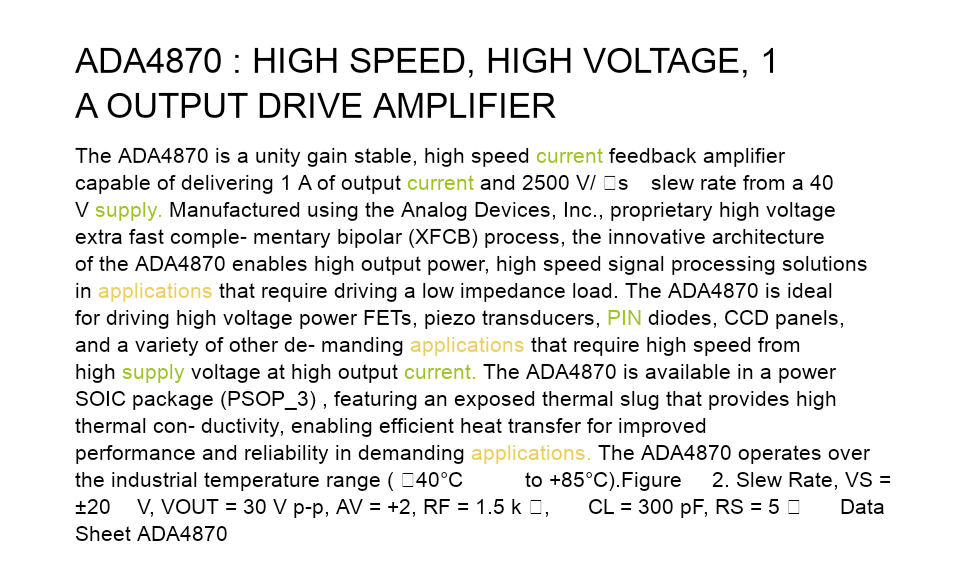 ADA4870 : HIGH SPEED, HIGH VOLTAGE, 1
A OUTPUT DRIVE AMPLIFIER
The ADA4870 is a unity gain stable, high speed current feedback amplifier
capable of delivering 1 A of output current and 2500 V/ □s slew rate from a 40
V supply. Manufactured using the Analog Devices, Inc., proprietary high voltage
extra fast comple- mentary bipolar (XFCB) process, the innovative architecture
of the ADA4870 enables high output power, high speed signal processing solutions
in applications that require driving a low impedance load. The ADA4870 is ideal
for driving high voltage power FETs, piezo transducers, PIN diodes, CCD panels,
and a variety of other de- manding applications that require high speed from
high supply voltage at high output current. The ADA4870 is available in a power
SOIC package (PSOP_3) , featuring an exposed thermal slug that provides high
thermal con- ductivity, enabling efficient heat transfer for improved
performance and reliability in demanding applications. The ADA4870 operates over
the industrial temperature range ( □40°C to +85°C).Figure 2. Slew Rate, VS =
±20 V, VOUT = 30 V p-p, AV = +2, RF = 1.5 k □, CL = 300 pF, RS = 5 □ Data
Sheet ADA4870